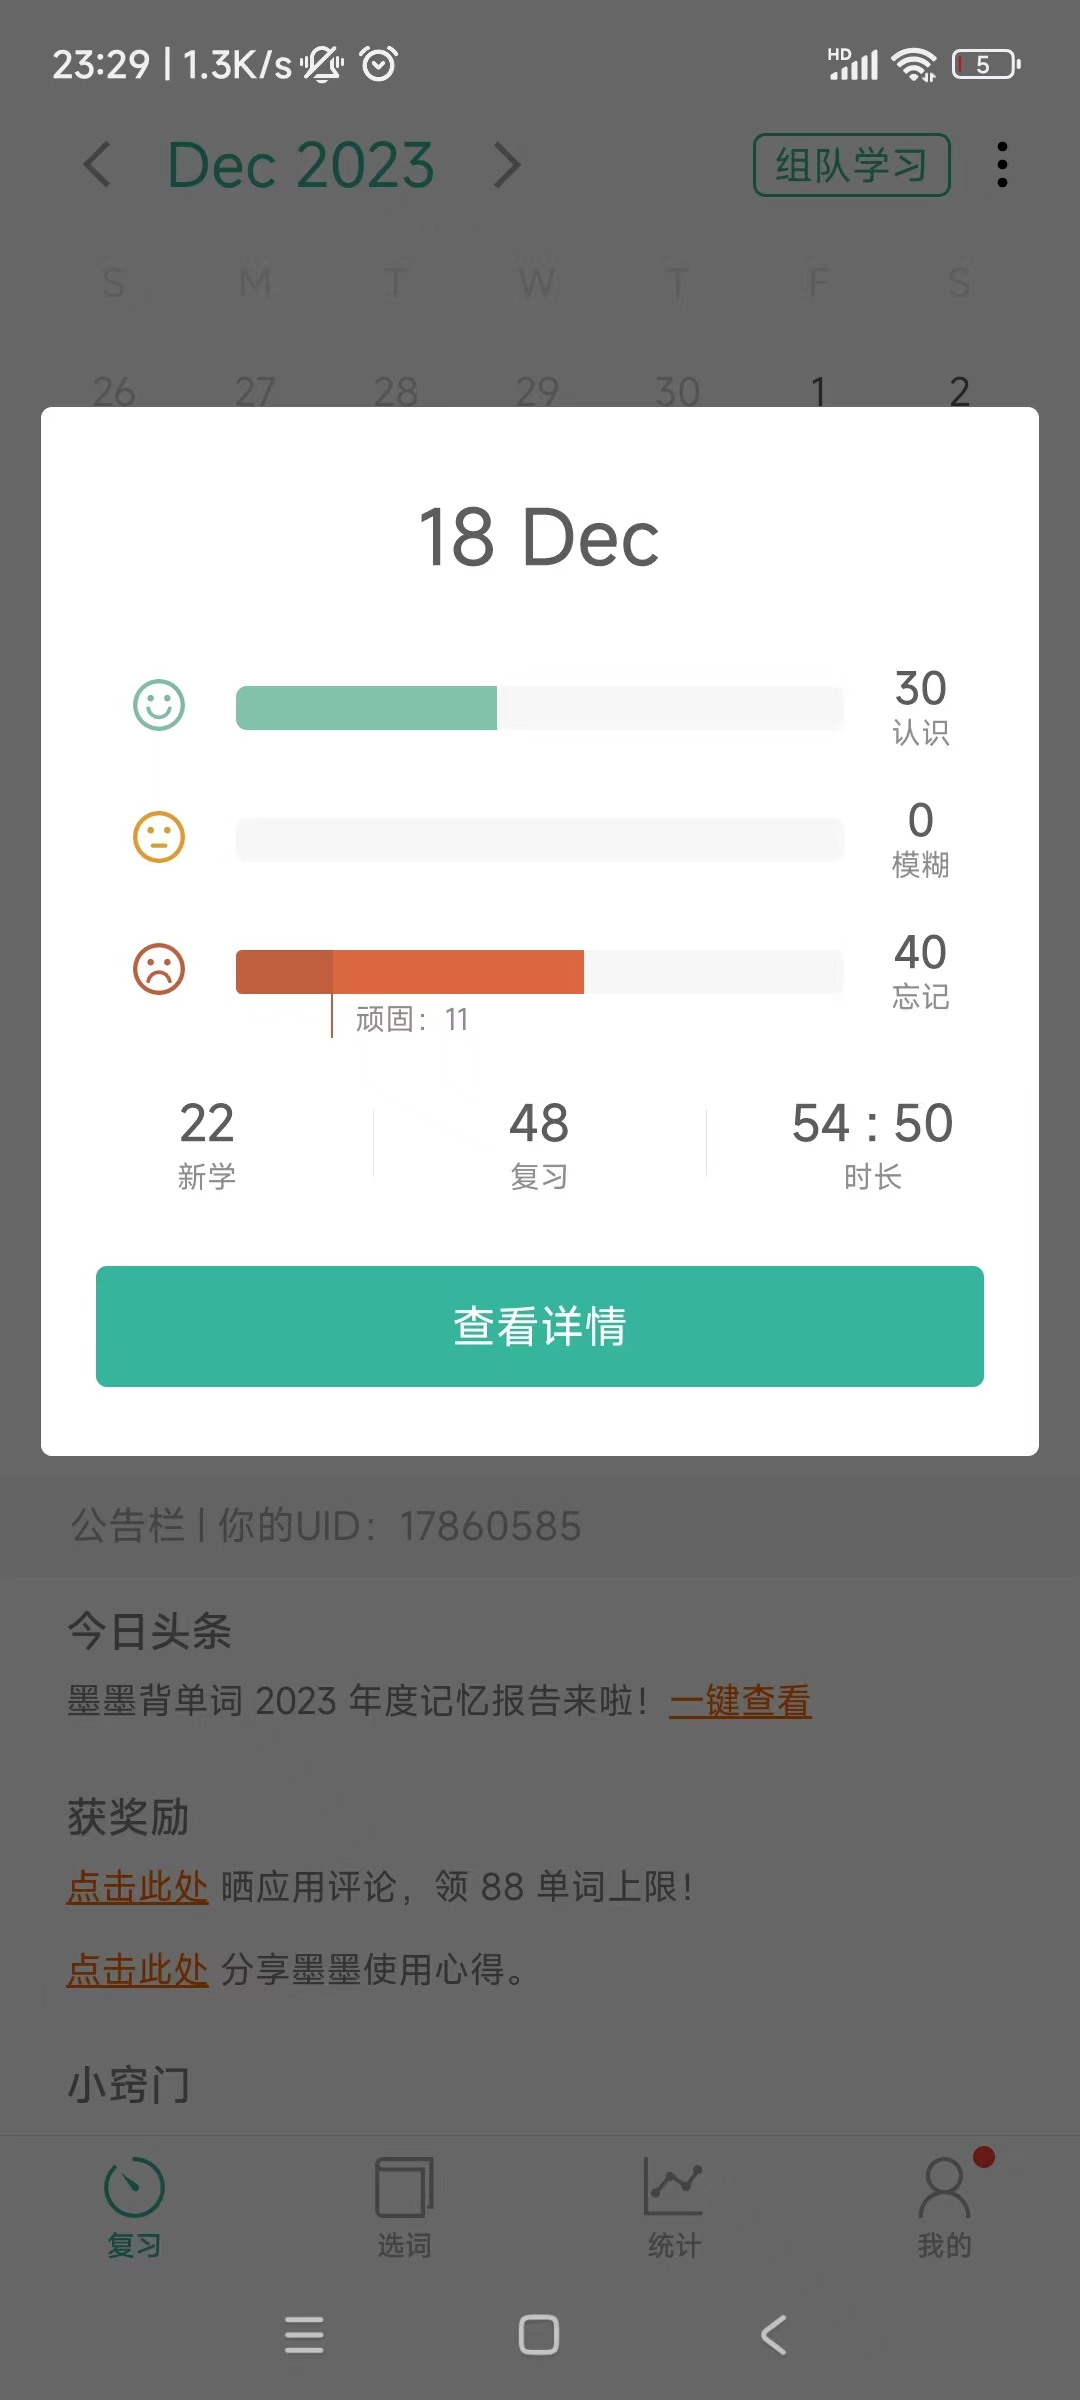 23:29 | 1.3K/s
HD
5
Dec 2023
组队学习
S M T W T F S
26 27 28 29 30 1 2
18 Dec
30
认识
0
模糊
40
忘记
顽固：11
22 48 54 : 50
新学 复习 时长
查看详情
公告栏 | 你的UID：17860585
今日头条
墨墨背单词 2023 年度记忆报告来啦！一键查看
获奖励
点击此处 晒应用评论，领 88 单词上限！
点击此处 分享墨墨使用心得。
小窍门
复习 选词 统计 我的